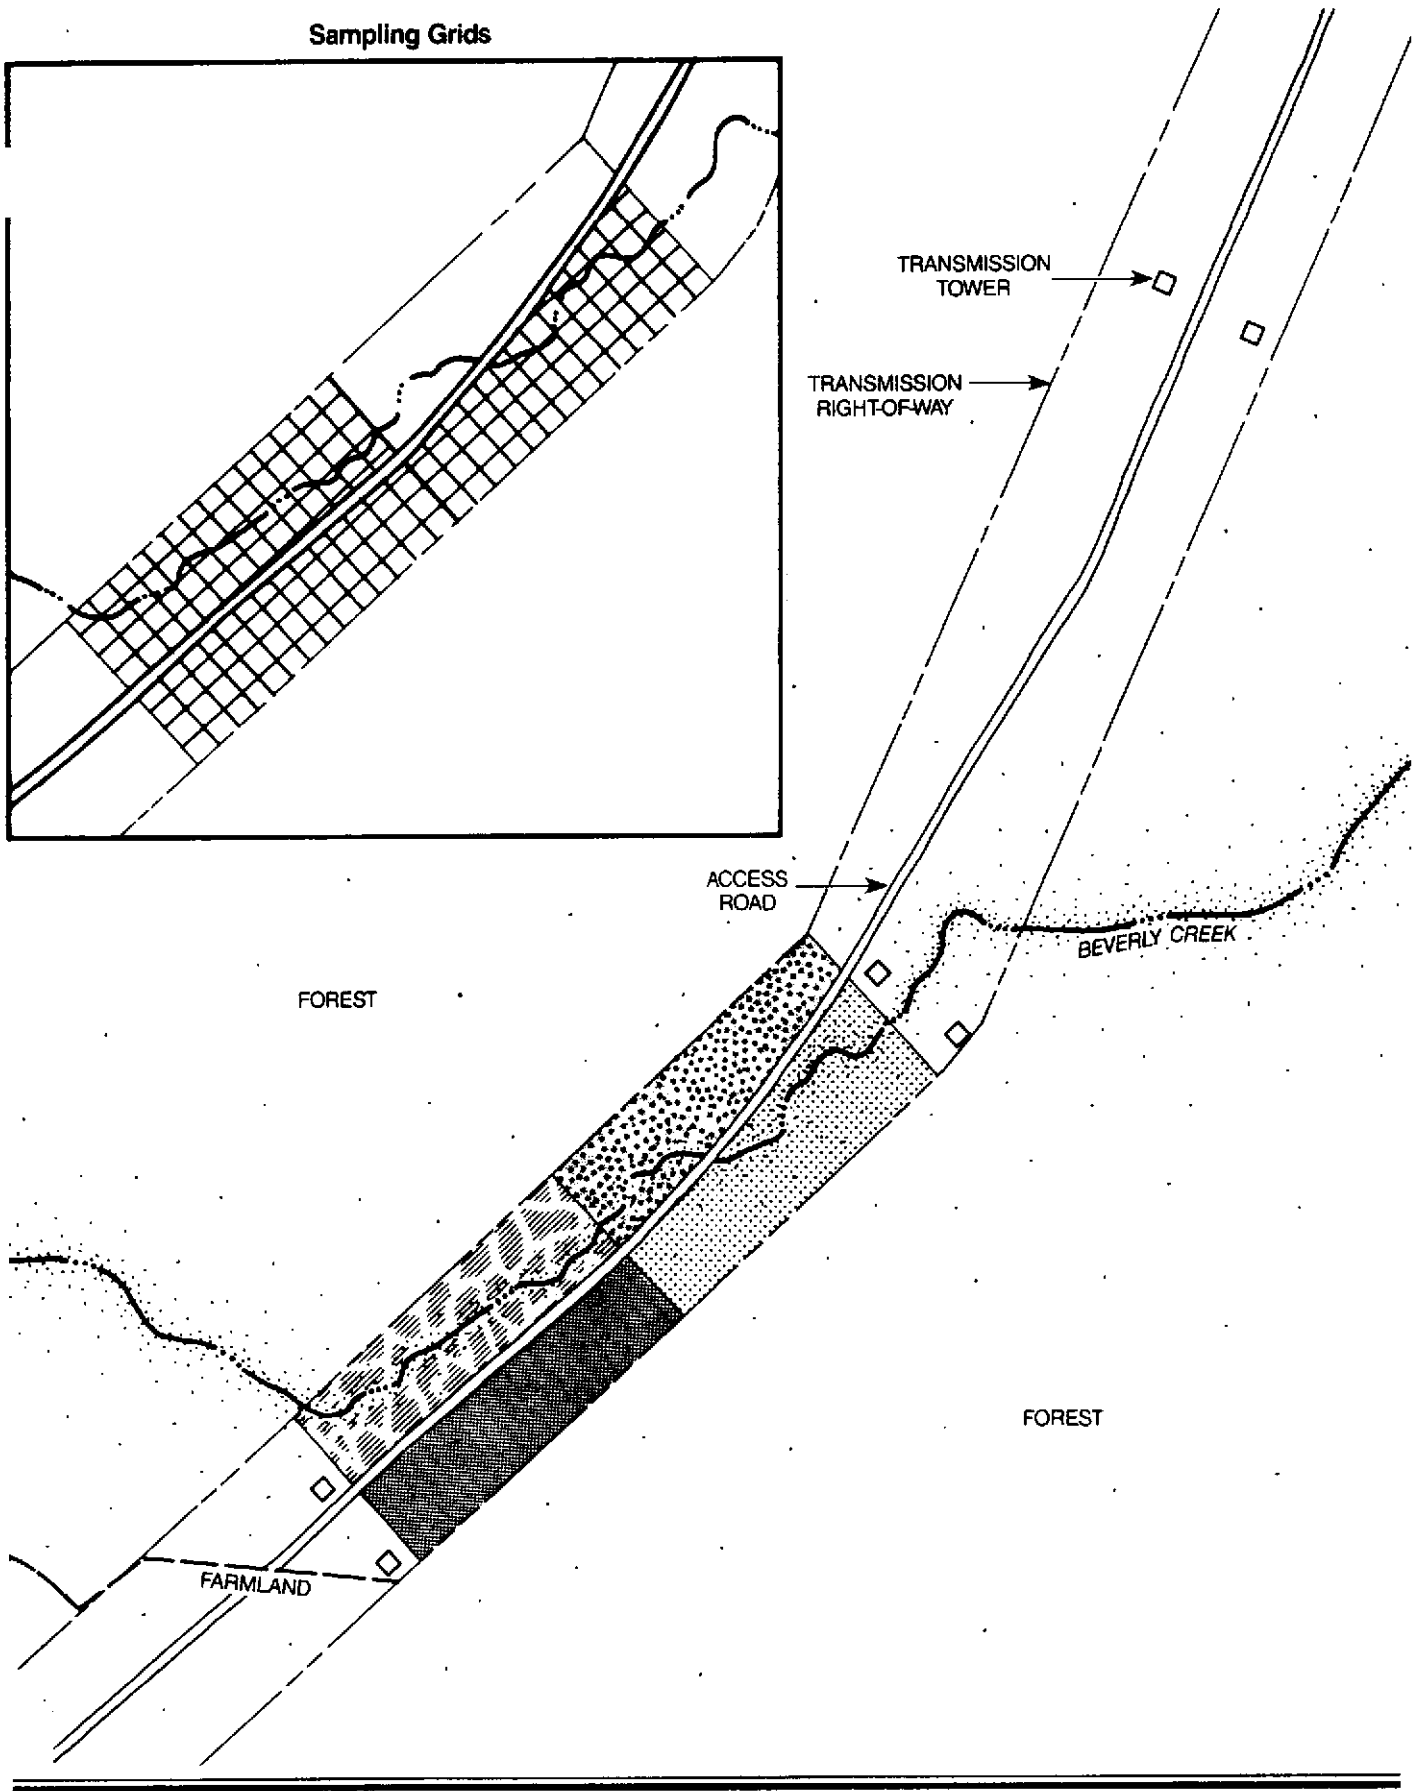 Sampling Grids
TRANSMISSION
TOWER
TRANSMISSION
RIGHT-OF-WAY
ACCESS
ROAD
BEVERLY CREEK
FOREST
FOREST
FARMLAND